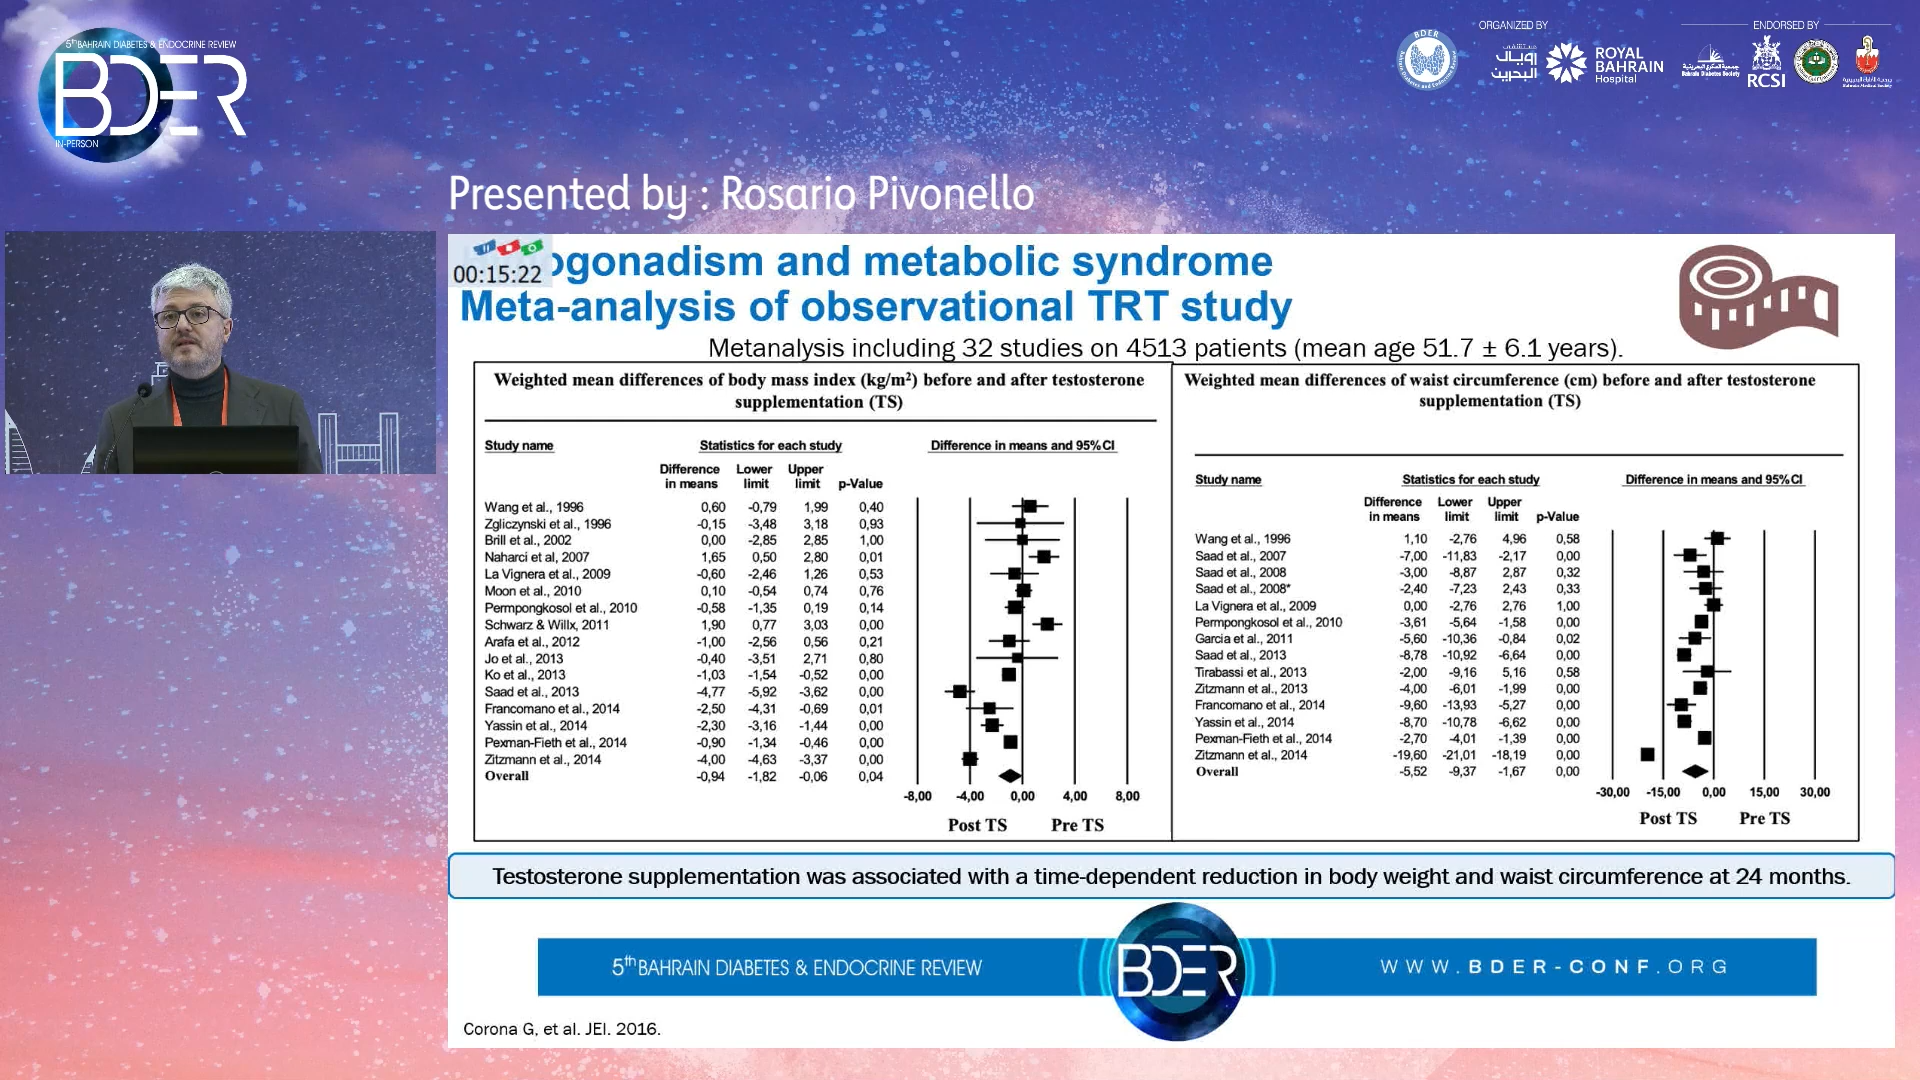 5th BAHRAIN DIABETES & ENDOCRINE REVIEW
BDER
IN-PERSON
ORGANIZED BY
BDER
رويال
البحرين
ROYAL
BAHRAIN
Hospital
ENDORSED BY
Bahrain Diabetes Society
RCSI
Bahrain Medical Society
Presented by : Rosario Pivonello
00:15:22
ogonadism and metabolic syndrome
Meta-analysis of observational TRT study
Metanalysis including 32 studies on 4513 patients (mean age 51.7 ± 6.1 years).
Weighted mean differences of body mass index (kg/m²) before and after testosterone
supplementation (TS)
Study name Statistics for each study Difference in means and 95%CI
Difference in means Lower limit Upper limit p-Value
Wang et al., 1996 0,60 -0,79 1,99 0,40
Zgliczynski et al., 1996 -0,15 -3,48 3,18 0,93
Brill et al., 2002 0,00 -2,85 2,85 1,00
Naharci et al, 2007 1,65 0,50 2,80 0,01
La Vignera et al., 2009 -0,60 -2,46 1,26 0,53
Moon et al., 2010 0,10 -0,54 0,74 0,76
Permpongkosol et al., 2010 -0,58 -1,35 0,19 0,14
Schwarz & Willx, 2011 1,90 0,77 3,03 0,00
Arafa et al., 2012 -1,00 -2,56 0,56 0,21
Jo et al., 2013 -0,40 -3,51 2,71 0,80
Ko et al., 2013 -1,03 -1,54 -0,52 0,00
Saad et al., 2013 -4,77 -5,92 -3,62 0,00
Francomano et al., 2014 -2,50 -4,31 -0,69 0,01
Yassin et al., 2014 -2,30 -3,16 -1,44 0,00
Pexman-Fieth et al., 2014 -0,90 -1,34 -0,46 0,00
Zitzmann et al., 2014 -4,00 -4,63 -3,37 0,00
Overall -0,94 -1,82 -0,06 0,04
-8,00 -4,00 0,00 4,00 8,00
Post TS Pre TS
Weighted mean differences of waist circumference (cm) before and after testosterone
supplementation (TS)
Study name Statistics for each study Difference in means and 95%CI
Difference in means Lower limit Upper limit p-Value
Wang et al., 1996 1,10 -2,76 4,96 0,58
Saad et al., 2007 -7,00 -11,83 -2,17 0,00
Saad et al., 2008 -3,00 -8,87 2,87 0,32
Saad et al., 2008* -2,40 -7,23 2,43 0,33
La Vignera et al., 2009 0,00 -2,76 2,76 1,00
Permpongkosol et al., 2010 -3,61 -5,64 -1,58 0,00
Garcia et al., 2011 -5,60 -10,36 -0,84 0,02
Saad et al., 2013 -8,78 -10,92 -6,64 0,00
Tirabassi et al., 2013 -2,00 -9,16 5,16 0,58
Zitzmann et al., 2013 -4,00 -6,01 -1,99 0,00
Francomano et al., 2014 -9,60 -13,93 -5,27 0,00
Yassin et al., 2014 -8,70 -10,78 -6,62 0,00
Pexman-Fieth et al., 2014 -2,70 -4,01 -1,39 0,00
Zitzmann et al., 2014 -19,60 -21,01 -18,19 0,00
Overall -5,52 -9,37 -1,67 0,00
-30,00 -15,00 0,00 15,00 30,00
Post TS Pre TS
Testosterone supplementation was associated with a time-dependent reduction in body weight and waist circumference at 24 months.
5th BAHRAIN DIABETES & ENDOCRINE REVIEW
BDER
WWW.BDER-CONF.ORG
Corona G, et al. JEI. 2016.